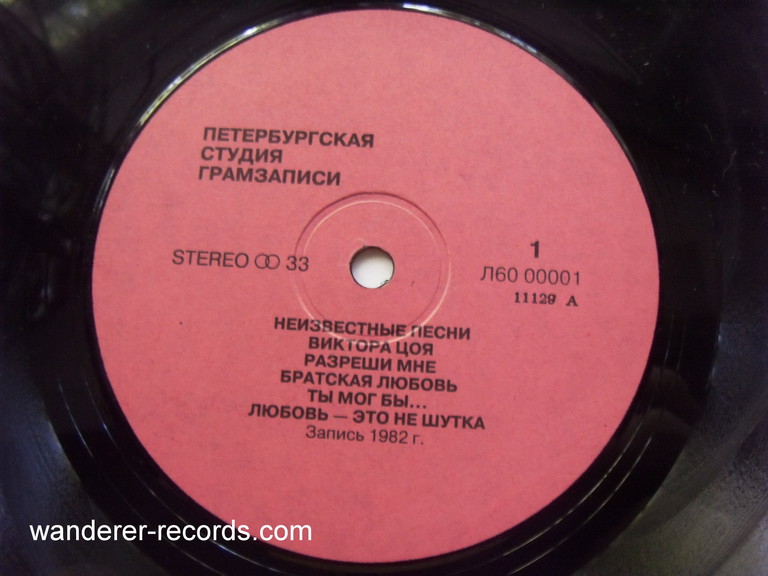 ПЕТЕРБУРГСКАЯ
СТУДИЯ
ГРАМЗАПИСИ
STEREO 33
1
Л60 00001
11129 А
НЕИЗВЕСТНЫЕ ПЕСНИ
ВИКТОРА ЦОЯ
РАЗРЕШИ МНЕ
БРАТСКАЯ ЛЮБОВЬ
ТЫ МОГ БЫ...
ЛЮБОВЬ — ЭТО НЕ ШУТКА
Запись 1982 г.
wanderer-records.com